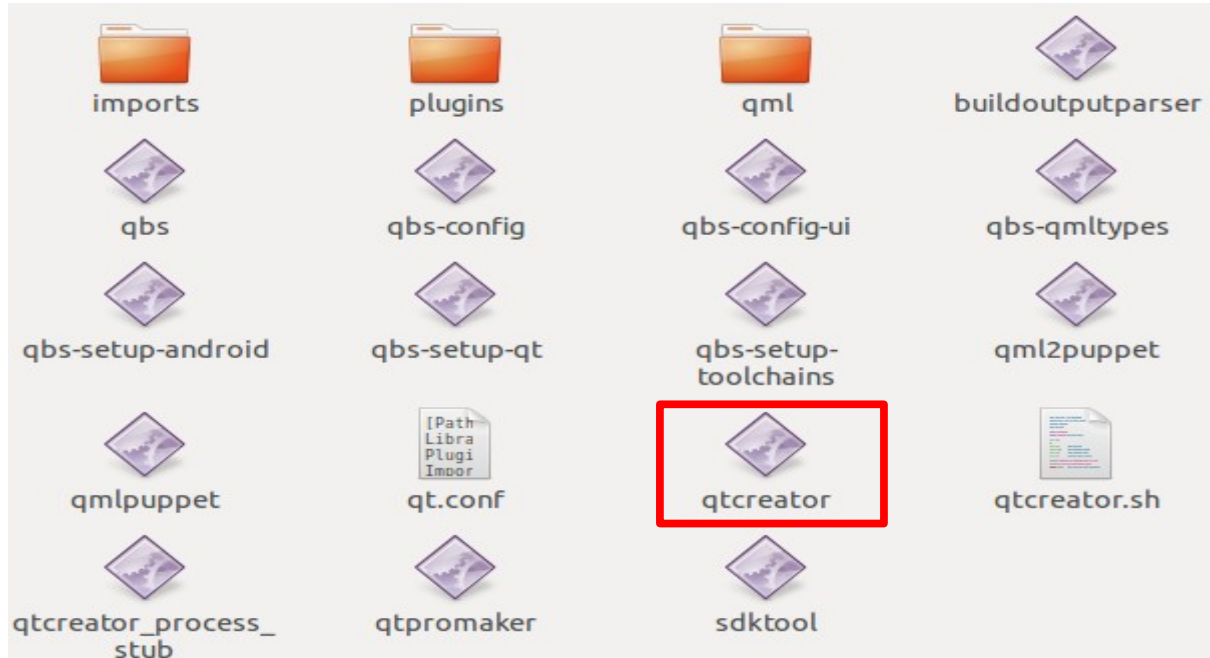 imports plugins qml buildoutputparser
qbs qbs-config qbs-config-ui qbs-qmltypes
qbs-setup-android qbs-setup-qt qbs-setup-
toolchains qml2puppet
[Path
Libra
Plugi
Impor
qmlpuppet qt.conf qtcreator qtcreator.sh
qtcreator_process_
stub qtpromaker sdktool